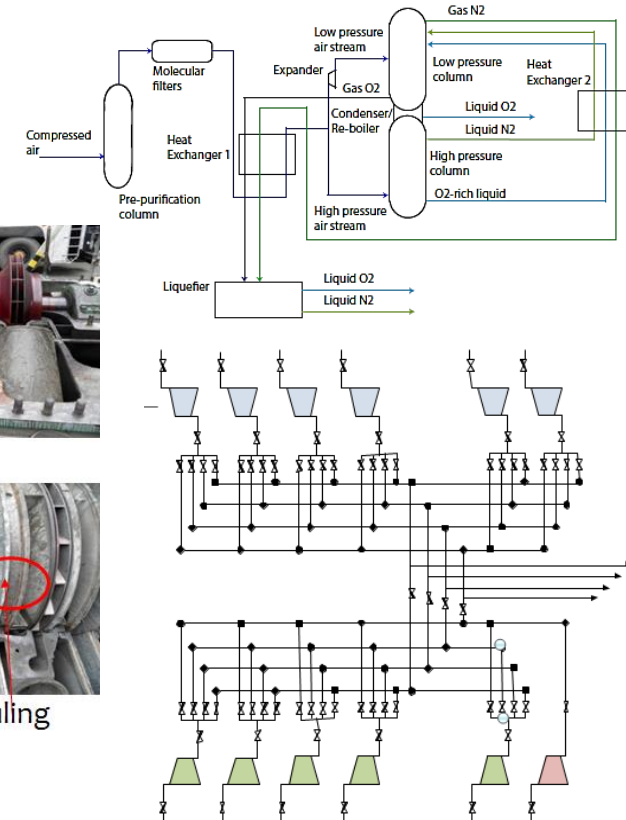 Gas N2
Low pressure
air stream
Low pressure
column
Molecular
filters
Expander
Gas O2
Heat
Exchanger 2
Condenser/
Re-boiler
Liquid O2
Liquid N2
Compressed
air
Heat
Exchanger 1
High pressure
column
O2-rich liquid
Pre-purification
column
High pressure
air stream
Liquefier
Liquid O2
Liquid N2